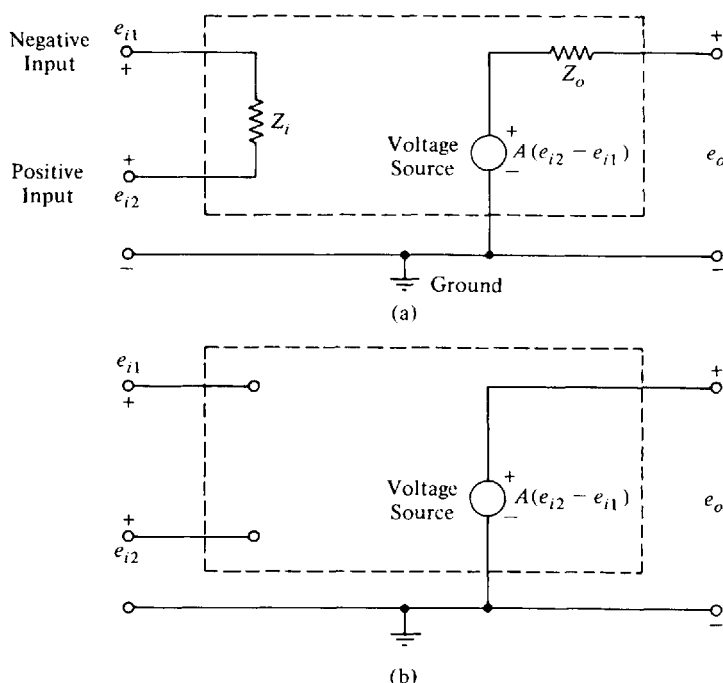 Negative
Input
e_{i1}
+
Z_i
Positive
Input
+
e_{i2}
−
Z_o
+
Voltage
Source
+
−
A(e_{i2} − e_{i1})
e_o
−
Ground
(a)
e_{i1}
+
+
e_{i2}
Voltage
Source
+
−
A(e_{i2} − e_{i1})
+
e_o
−
(b)